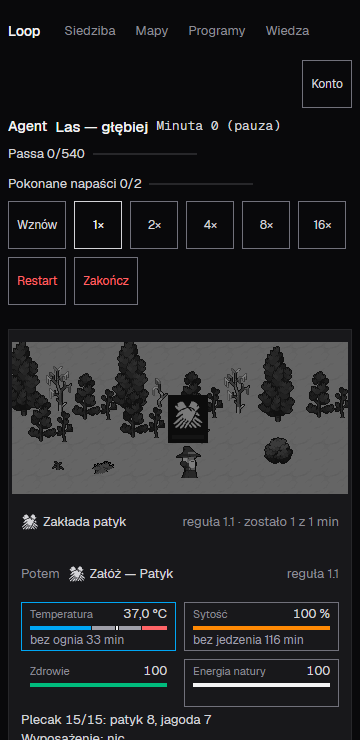 Loop Siedziba Mapy Programy Wiedza
Konto
Agent Las — głębiej Minuta 0 (pauza)
Passa 0/540
Pokonane napaści 0/2
Wznów 1× 2× 4× 8× 16×
Restart Zakończ
Zakłada patyk reguła 1.1 · zostało 1 z 1 min
Potem Załóż — Patyk reguła 1.1
Temperatura 37,0 °C Sytość 100 %
bez ognia 33 min bez jedzenia 116 min
Zdrowie 100 Energia natury 100
Plecak 15/15: patyk 8, jagoda 7
Wyposażenie: nic